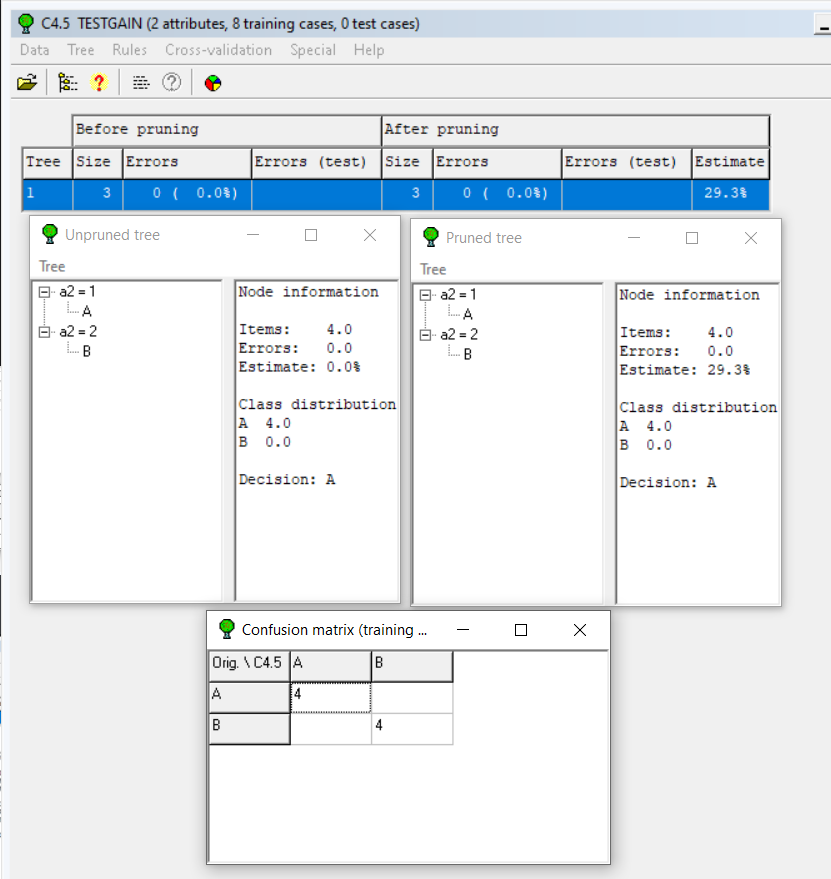 C4.5 TESTGAIN (2 attributes, 8 training cases, 0 test cases)
Data Tree Rules Cross-validation Special Help
Before pruning After pruning
Tree Size Errors Errors (test) Size Errors Errors (test) Estimate
1 3 0 ( 0.0%) 3 0 ( 0.0%) 29.3%
Unpruned tree
Tree
a2 = 1
A
a2 = 2
B
Node information
Items: 4.0
Errors: 0.0
Estimate: 0.0%
Class distribution
A 4.0
B 0.0
Decision: A
Pruned tree
Tree
a2 = 1
A
a2 = 2
B
Node information
Items: 4.0
Errors: 0.0
Estimate: 29.3%
Class distribution
A 4.0
B 0.0
Decision: A
Confusion matrix (training ...
Orig. \ C4.5 A B
A 4
B 4